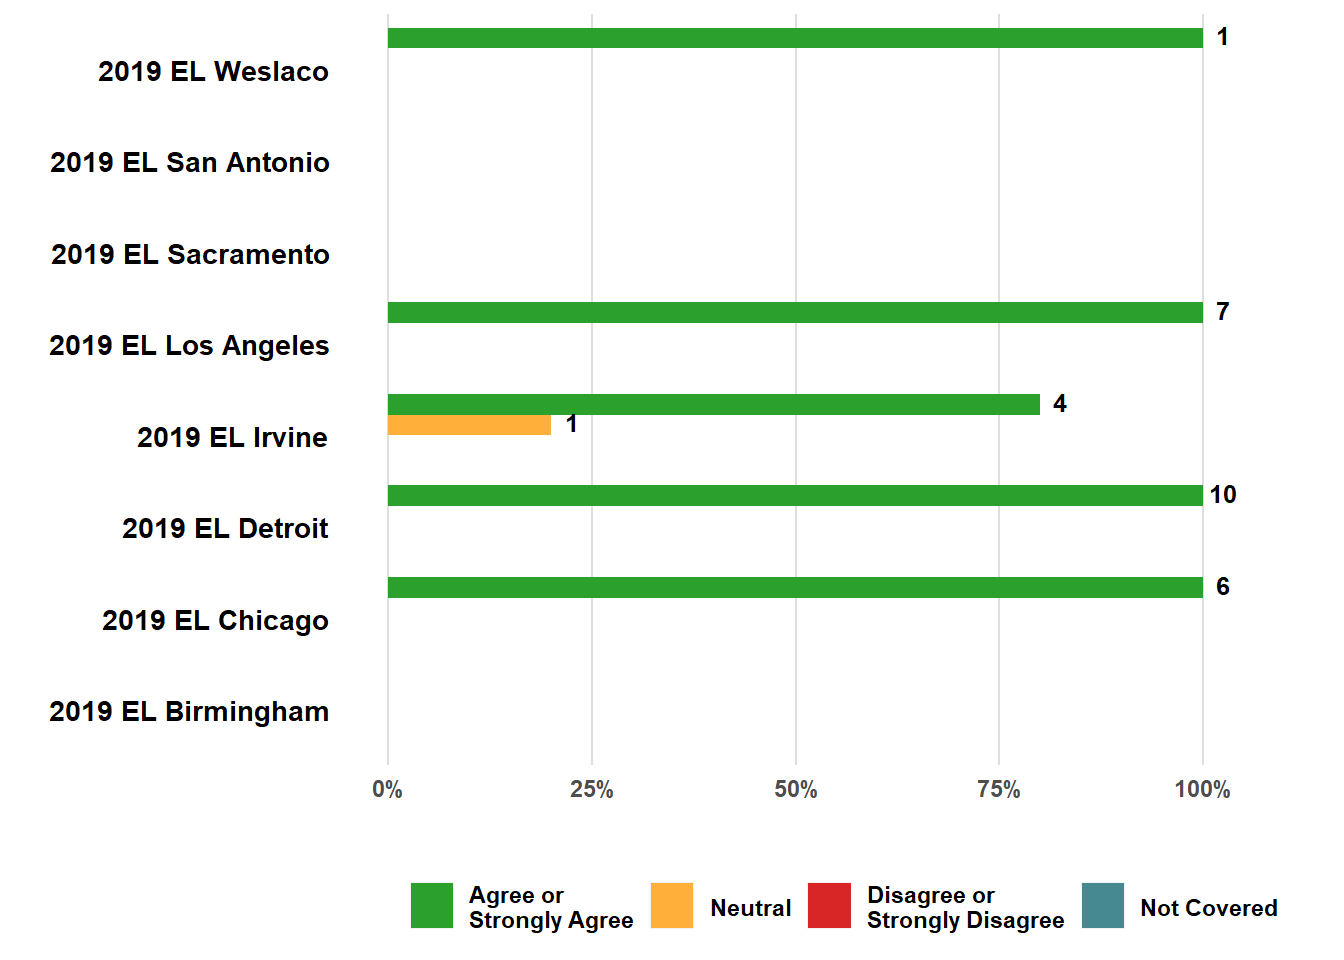 1
2019 EL Weslaco
2019 EL San Antonio
2019 EL Sacramento
7
2019 EL Los Angeles
4
1
2019 EL Irvine
10
2019 EL Detroit
6
2019 EL Chicago
2019 EL Birmingham
0% 25% 50% 75% 100%
Agree or
Strongly Agree
Neutral
Disagree or
Strongly Disagree
Not Covered